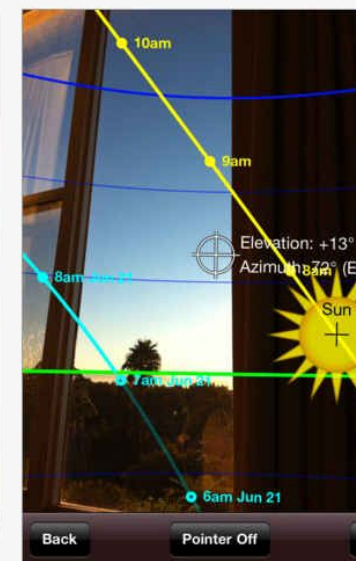 10am
9am
Elevation: +13°
Azimuth: 72° (E
8am
8am Jun 21
Sun
7am Jun 21
6am Jun 21
Back
Pointer Off